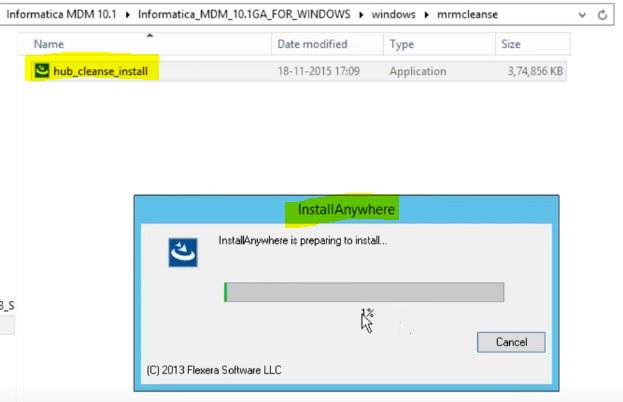 Informatica MDM 10.1 ▸ Informatica_MDM_10.1GA_FOR_WINDOWS ▸ windows ▸ mrmcleanse
Name Date modified Type Size
hub_cleanse_install 18-11-2015 17:09 Application 3,74,856 KB
InstallAnywhere
InstallAnywhere is preparing to install...
1%
Cancel
(C) 2013 Flexera Software LLC